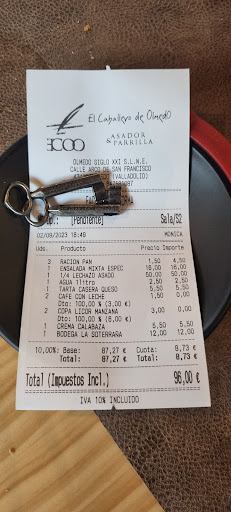 El Caballero de Olmedo
ECOO
ASADOR
& PARRILLA
OLMEDO SIGLO XXI S.L.N.E.
CALLE ARCO DE SAN FRANCISCO
(VALLADOLID)
[Pendiente] Sala/S2
02/09/2023 16:49 MONICA
Uds. Producto Precio Importe
3 RACION PAN 1,50 4,50
1 ENSALADA MIXTA ESPEC 16,00 16,00
1 1/4 LECHAZO ASADO 50,00 50,00
1 AGUA 1litro 2,50 2,50
1 TARTA CASERA QUESO 5,50 5,50
2 CAFE CON LECHE 1,50 0,00
Dto: 100,00 % (3,00 €)
2 COPA LICOR MANZANA 3,00 0,00
Dto: 100,00 % (6,00 €)
1 CREMA CALABAZA 5,50 5,50
1 BODEGA LA SOTERRAÑA 12,00 12,00
10,00% Base: 87,27 € Cuota: 8,73 €
Total: 87,27 € Total: 8,73 €
Total (Impuestos Incl.) 96,00 €
IVA 10% INCLUIDO